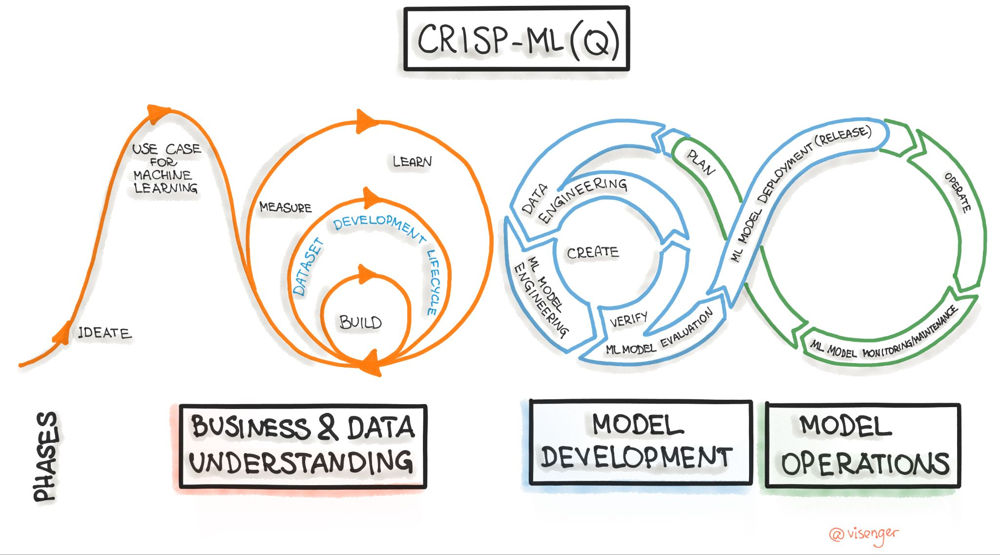 CRISP-ML(Q)
IDEATE
USE CASE
FOR
MACHINE
LEARNING
MEASURE
LEARN
DATASET DEVELOPMENT LIFECYCLE
BUILD
DATA
ENGINEERING
CREATE
ML MODEL
ENGINEERING
VERIFY
ML MODEL EVALUATION
PLAN
ML MODEL DEPLOYMENT (RELEASE)
OPERATE
ML MODEL MONITORING/MAINTENANCE
PHASES
BUSINESS & DATA
UNDERSTANDING
MODEL
DEVELOPMENT
MODEL
OPERATIONS
@visenger